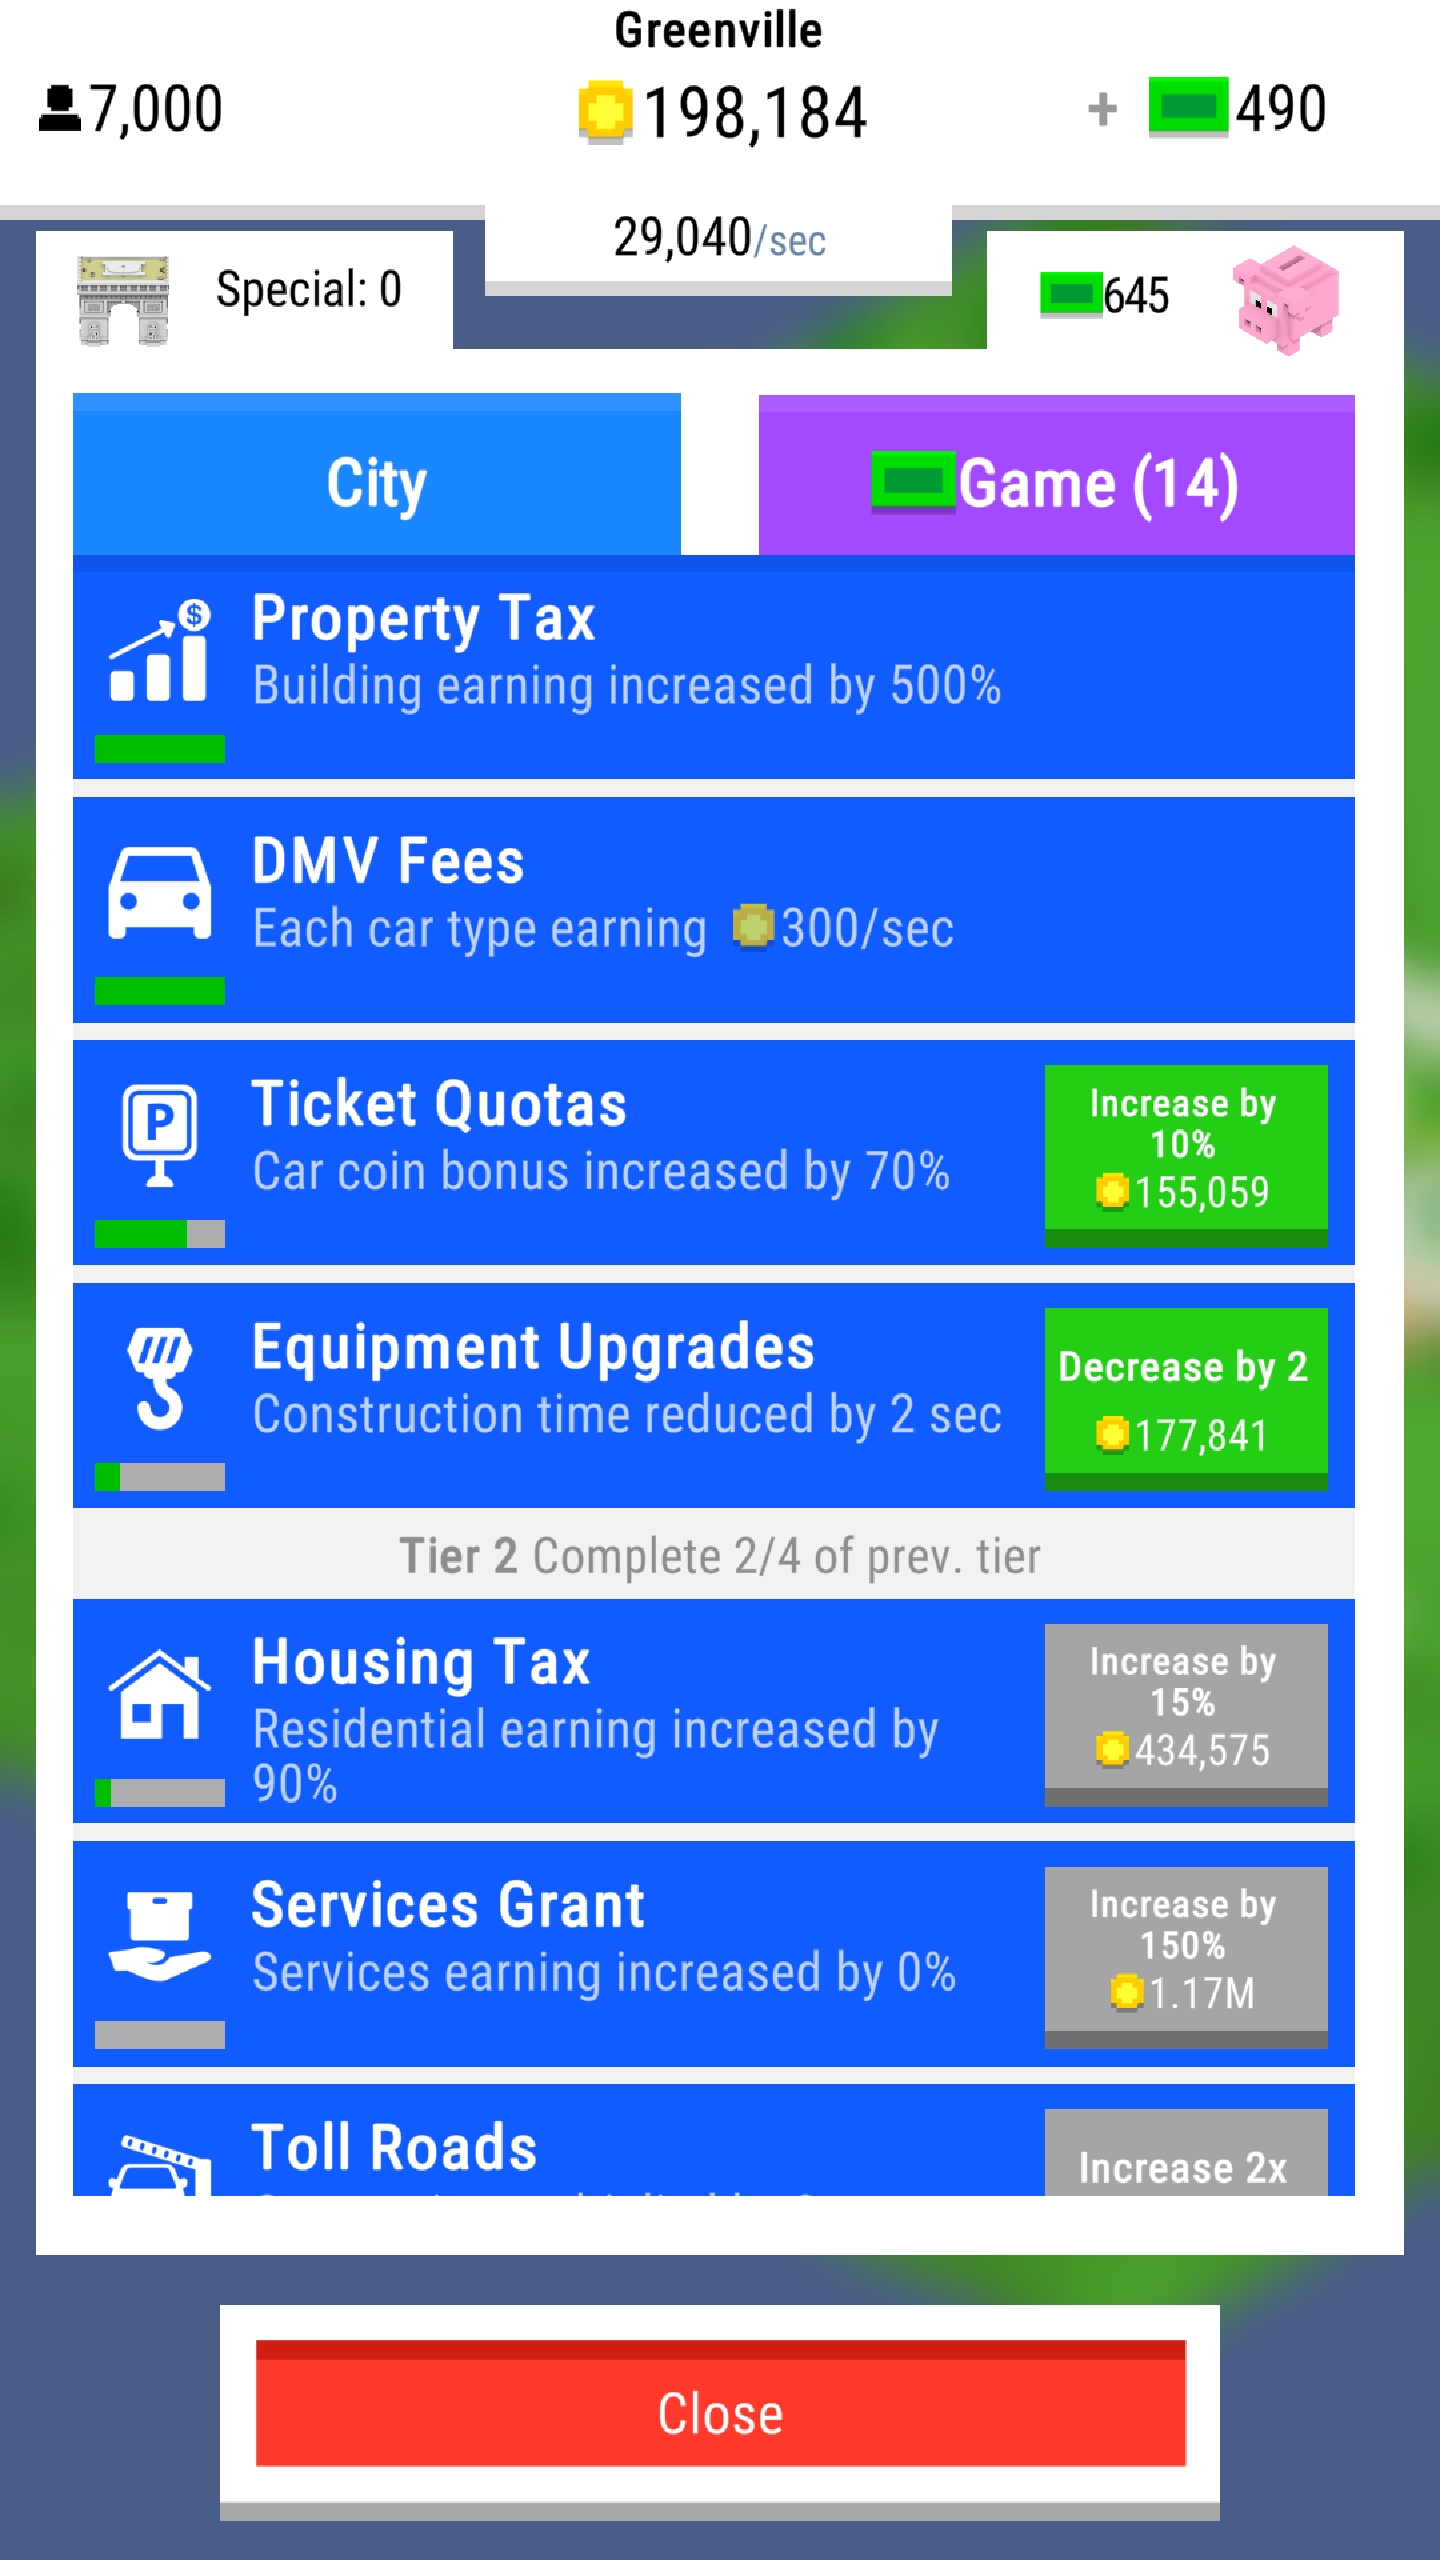 Greenville
7,000
198,184
+ 490
29,040/sec
Special: 0
645
City
Game (14)
$
Property Tax
Building earning increased by 500%
DMV Fees
Each car type earning 300/sec
P
Ticket Quotas
Car coin bonus increased by 70%
Increase by
10%
155,059
Equipment Upgrades
Construction time reduced by 2 sec
Decrease by 2
177,841
Tier 2 Complete 2/4 of prev. tier
Housing Tax
Residential earning increased by
90%
Increase by
15%
434,575
Services Grant
Services earning increased by 0%
Increase by
150%
1.17M
Toll Roads
Increase 2x
Close